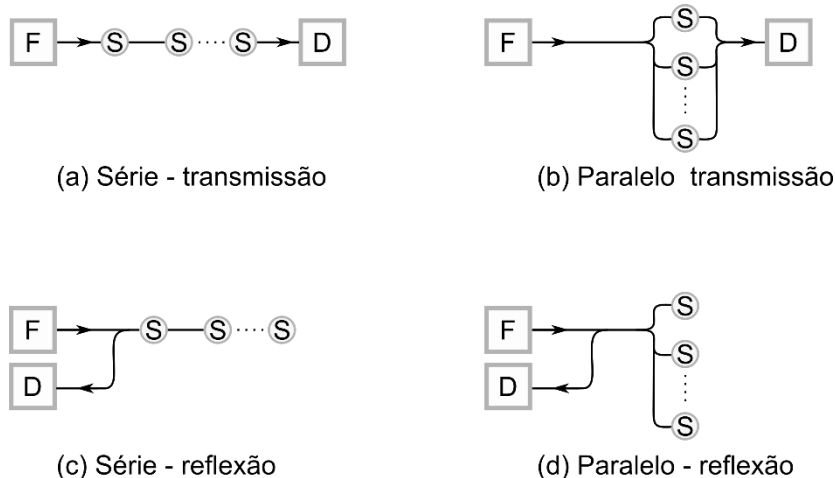 F S S S D
F S D
S
S
(a) Série - transmissão
(b) Paralelo transmissão
F S S S
D
F S
D S
S
(c) Série - reflexão
(d) Paralelo - reflexão